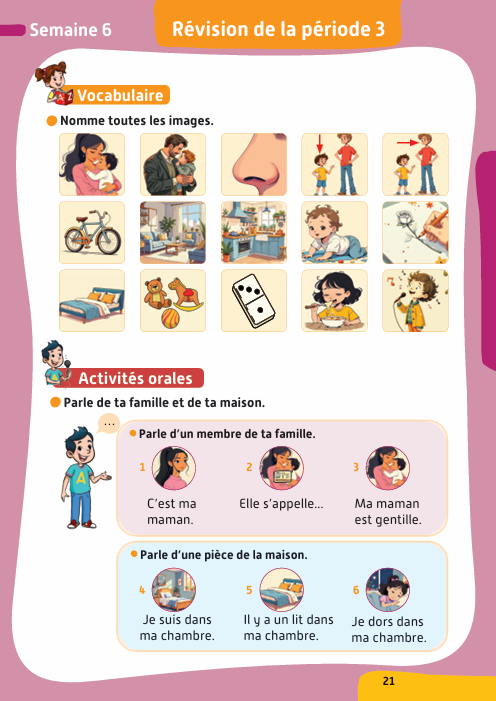 Semaine 6
Révision de la période 3
A Z
Vocabulaire
Nomme toutes les images.
Activités orales
Parle de ta famille et de ta maison.
...
A
Parle d'un membre de ta famille.
1
2
3
C'est ma
maman.
Elle s'appelle...
Ma maman
est gentille.
Parle d'une pièce de la maison.
4
5
6
Je suis dans
ma chambre.
Il y a un lit dans
ma chambre.
Je dors dans
ma chambre.
21